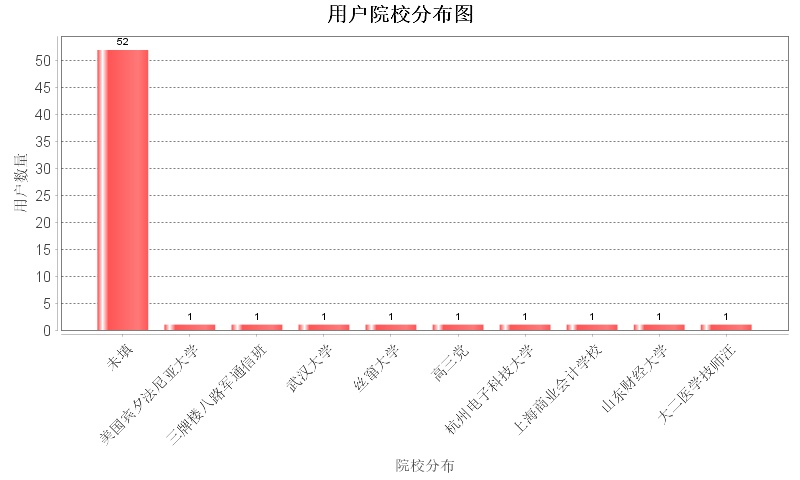 用户院校分布图
用户数量
50
45
40
35
30
25
20
15
10
5
0
52
1
1
1
1
1
1
1
1
1
未填
美国宾夕法尼亚大学
三牌楼八路军通信班
武汉大学
丝窜大学
高三党
杭州电子科技大学
上海商业会计学校
山东财经大学
大二医学技师江
院校分布